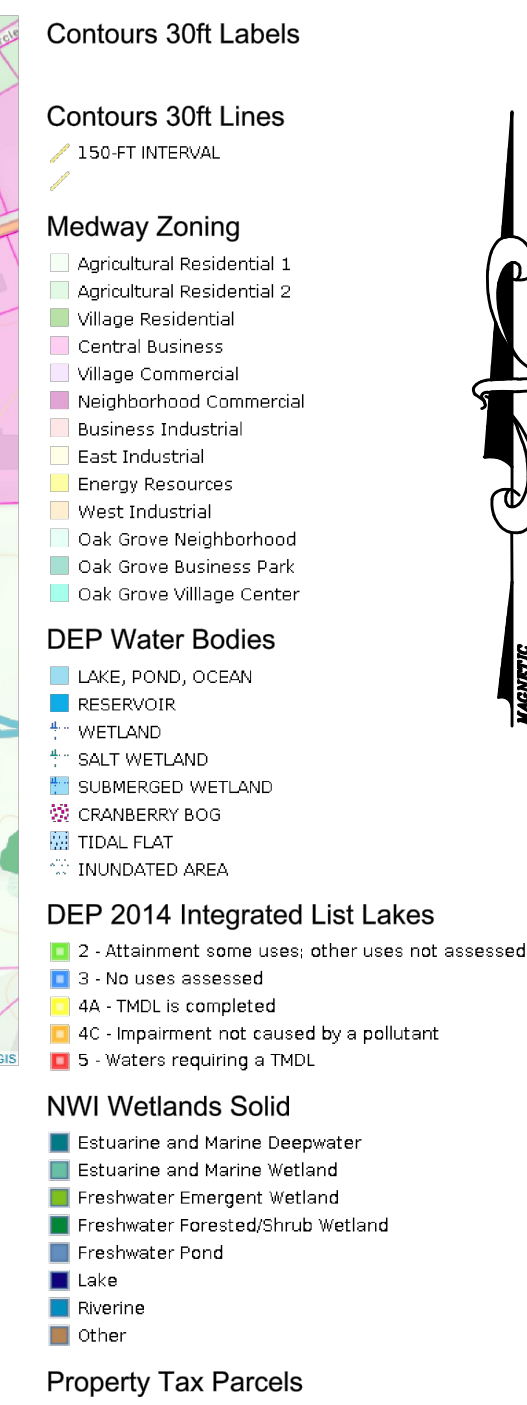 cle
Contours 30ft Labels
Contours 30ft Lines
150-FT INTERVAL
Medway Zoning
Agricultural Residential 1
Agricultural Residential 2
Village Residential
Central Business
Village Commercial
Neighborhood Commercial
Business Industrial
East Industrial
Energy Resources
West Industrial
Oak Grove Neighborhood
Oak Grove Business Park
Oak Grove Villlage Center
DEP Water Bodies
LAKE, POND, OCEAN
RESERVOIR
WETLAND
SALT WETLAND
SUBMERGED WETLAND
CRANBERRY BOG
TIDAL FLAT
INUNDATED AREA
MAGNETIC
DEP 2014 Integrated List Lakes
2 - Attainment some uses; other uses not assessed
3 - No uses assessed
4A - TMDL is completed
4C - Impairment not caused by a pollutant
5 - Waters requiring a TMDL
GIS
NWI Wetlands Solid
Estuarine and Marine Deepwater
Estuarine and Marine Wetland
Freshwater Emergent Wetland
Freshwater Forested/Shrub Wetland
Freshwater Pond
Lake
Riverine
Other
Property Tax Parcels